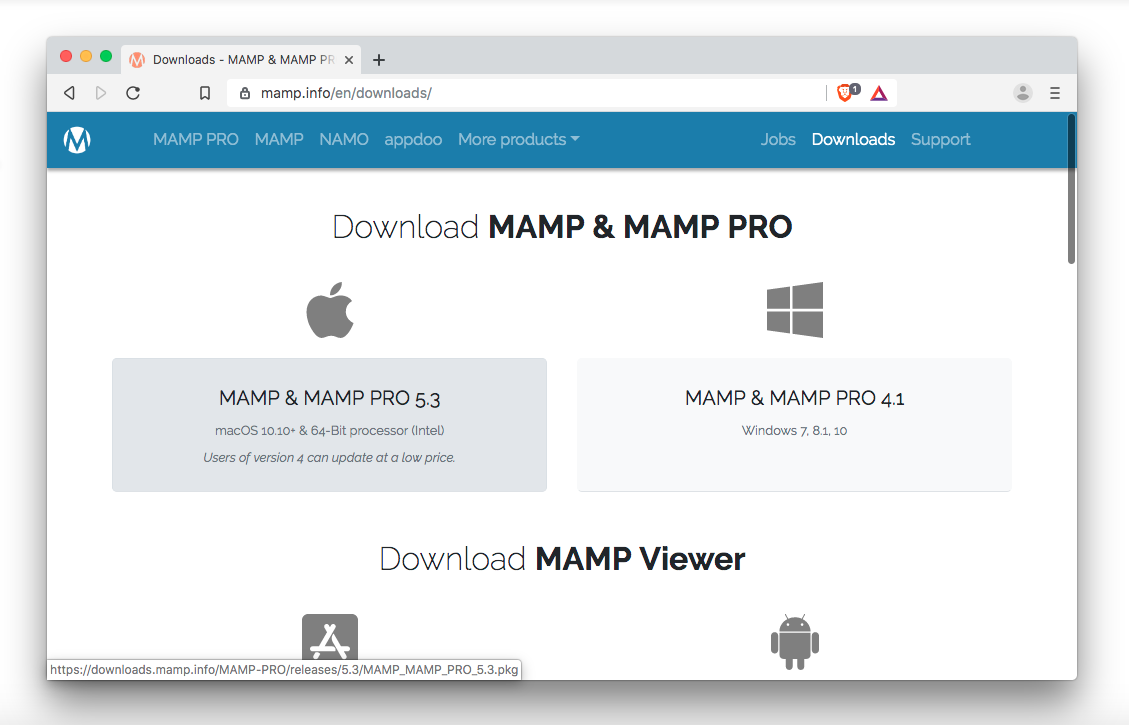 Downloads - MAMP & MAMP PR
mamp.info/en/downloads/
1
MAMP PRO MAMP NAMO appdoo More products Jobs Downloads Support
Download MAMP & MAMP PRO
MAMP & MAMP PRO 5.3
macOS 10.10+ & 64-Bit processor (Intel)
Users of version 4 can update at a low price.
MAMP & MAMP PRO 4.1
Windows 7, 8.1, 10
Download MAMP Viewer
https://downloads.mamp.info/MAMP-PRO/releases/5.3/MAMP_MAMP_PRO_5.3.pkg